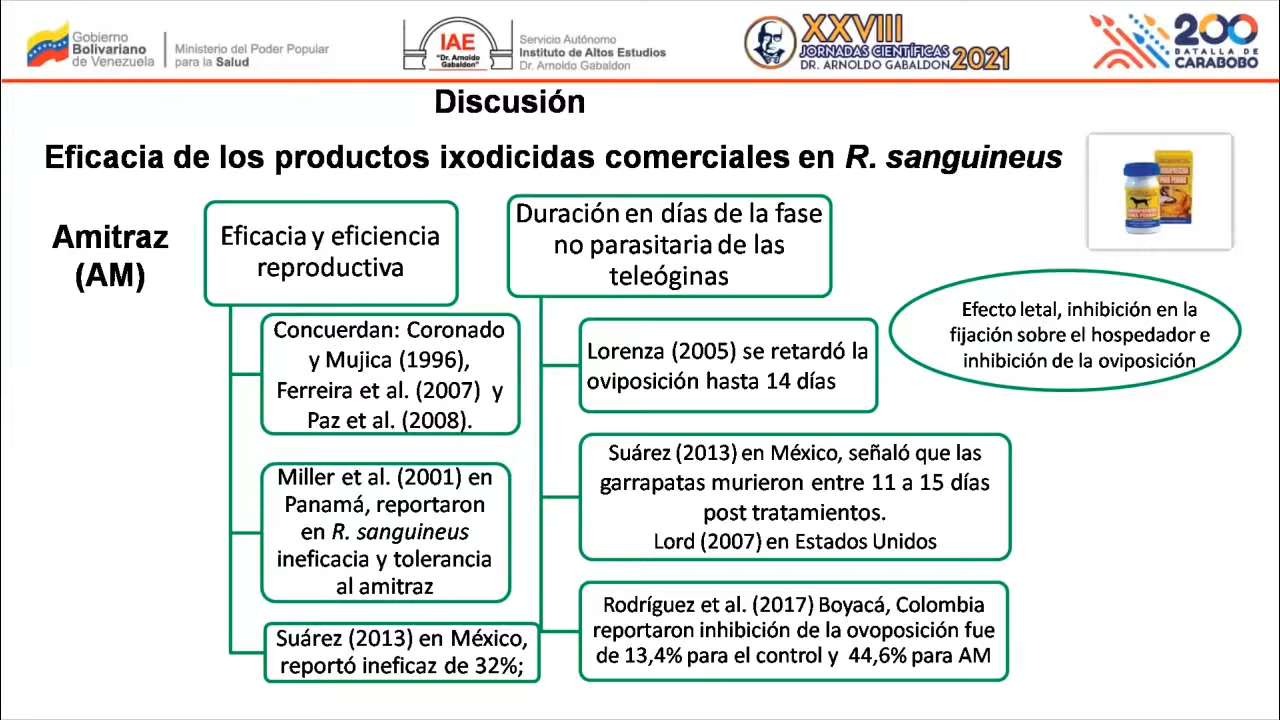 Gobierno
Bolivariano
de Venezuela
Ministerio del Poder Popular
para la Salud
IAE
"Dr. Arnoldo
Gabaldon"
Servicio Autónomo
Instituto de Altos Estudios
Dr. Arnoldo Gabaldon
XXVIII
JORNADAS CIENTÍFICAS
DR. ARNOLDO GABALDON 2021
200
BATALLA DE
CARABOBO
Discusión
Eficacia de los productos ixodicidas comerciales en R. sanguineus
Amitraz
(AM)
Eficacia y eficiencia
reproductiva
Concuerdan: Coronado
y Mujica (1996),
Ferreira et al. (2007) y
Paz et al. (2008).
Miller et al. (2001) en
Panamá, reportaron
en R. sanguineus
ineficacia y tolerancia
al amitraz
Suárez (2013) en México,
reportó ineficaz de 32%;
Duración en días de la fase
no parasitaria de las
teleóginas
Lorenza (2005) se retardó la
oviposición hasta 14 días
Suárez (2013) en México, señaló que las
garrapatas murieron entre 11 a 15 días
post tratamientos.
Lord (2007) en Estados Unidos
Rodríguez et al. (2017) Boyacá, Colombia
reportaron inhibición de la ovoposición fue
de 13,4% para el control y 44,6% para AM
Efecto letal, inhibición en la
fijación sobre el hospedador e
inhibición de la oviposición